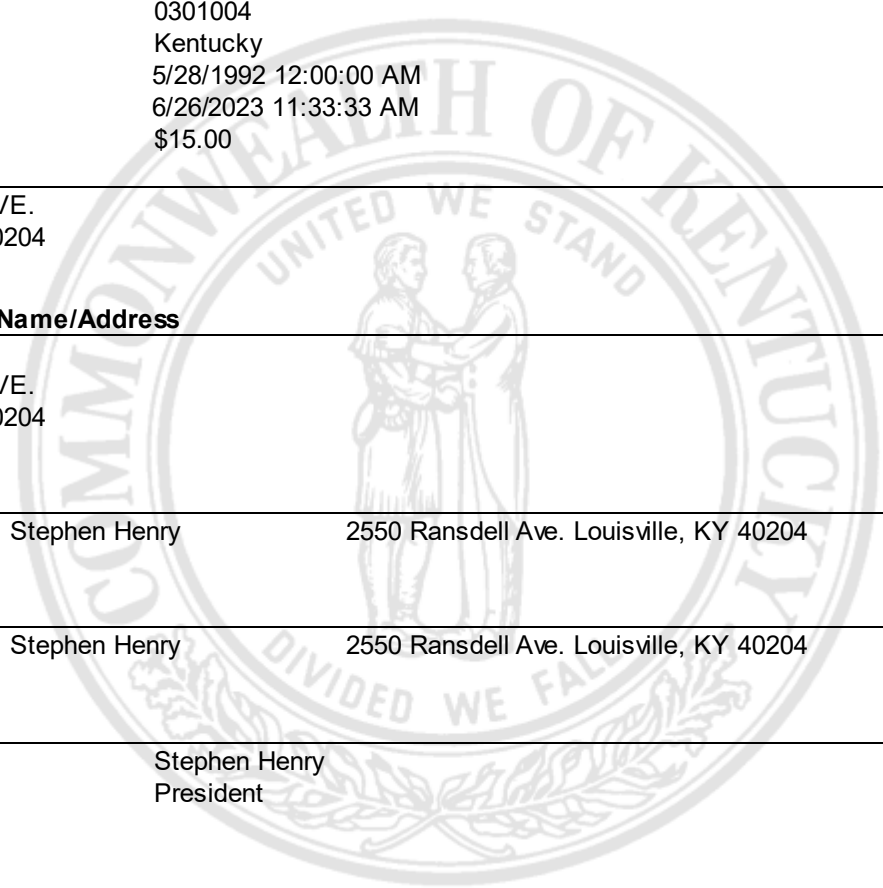 0301004
Kentucky
5/28/1992 12:00:00 AM
6/26/2023 11:33:33 AM
$15.00
VE.
0204
Name/Address
VE.
0204
Stephen Henry 2550 Ransdell Ave. Louisville, KY 40204
Stephen Henry 2550 Ransdell Ave. Louisville, KY 40204
Stephen Henry
President
COMMONWEALTH OF KENTUCKY
UNITED WE STAND
DIVIDED WE FALL